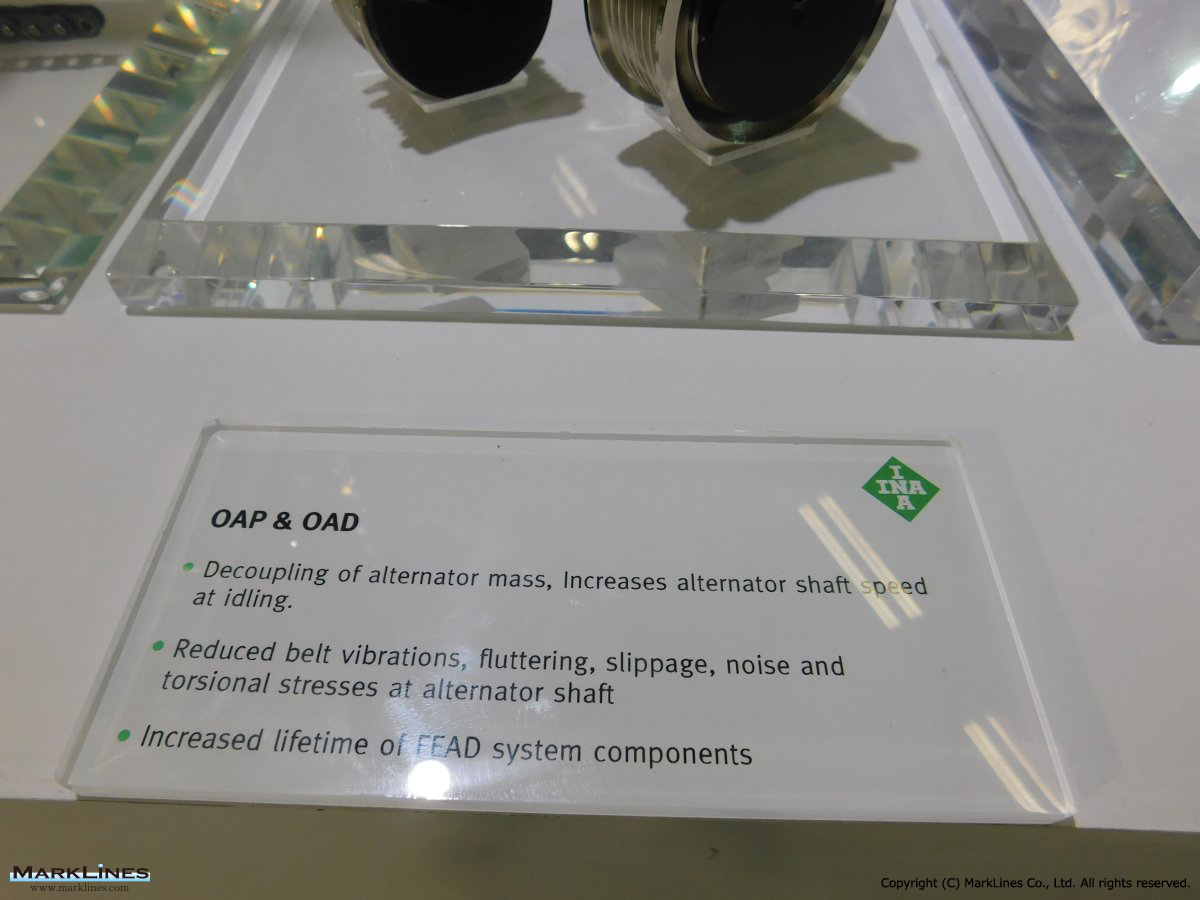 I
INA
A
OAP & OAD
• Decoupling of alternator mass, Increases alternator shaft speed
at idling.
• Reduced belt vibrations, fluttering, slippage, noise and
torsional stresses at alternator shaft
• Increased lifetime of FEAD system components
MARKLINES
www.marklines.com
Copyright (C) MarkLines Co., Ltd. All rights reserved.